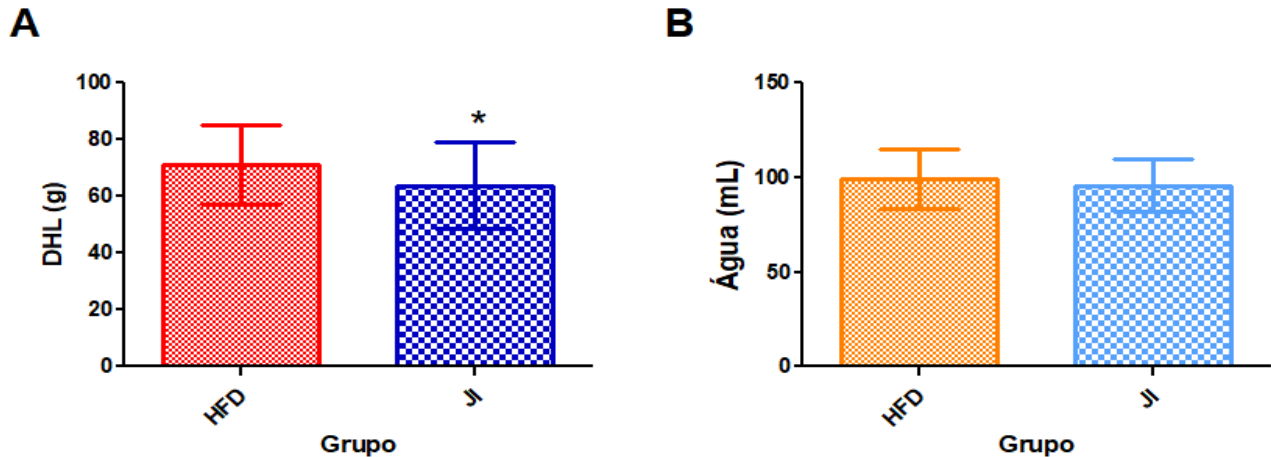 A
DHL (g)
100
80
60
40
20
0
*
HFD
JI
Grupo
B
Água (mL)
150
100
50
0
HFD
JI
Grupo